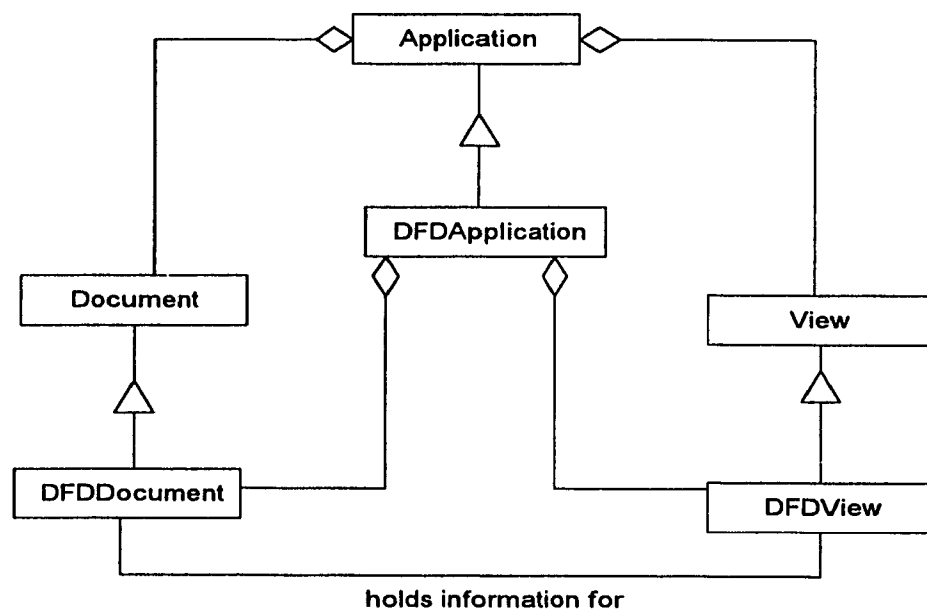 Application
DFDApplication
Document
View
DFDDocument
DFDView
holds information for